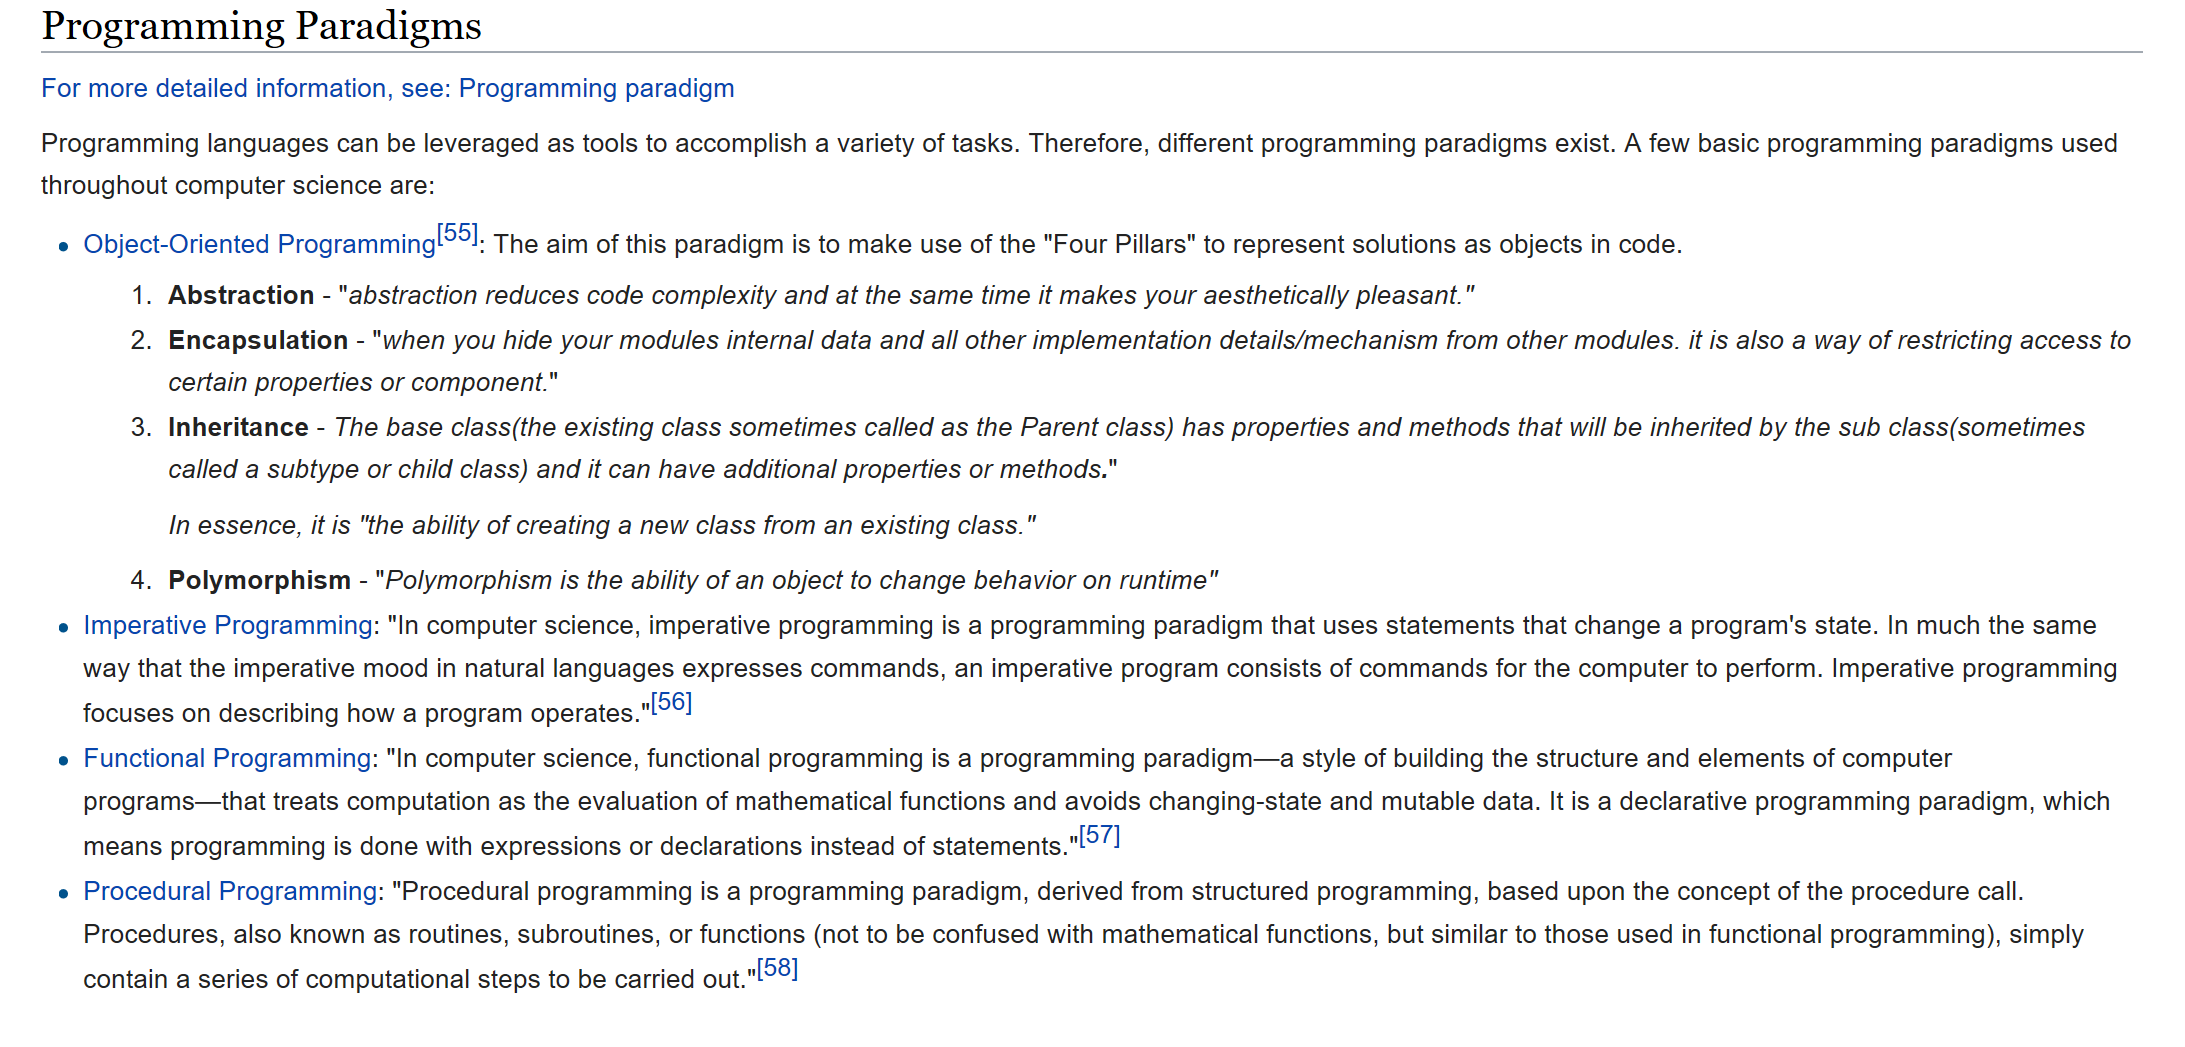 Programming Paradigms
For more detailed information, see: Programming paradigm
Programming languages can be leveraged as tools to accomplish a variety of tasks. Therefore, different programming paradigms exist. A few basic programming paradigms used
throughout computer science are:
• Object-Oriented Programming[55]: The aim of this paradigm is to make use of the "Four Pillars" to represent solutions as objects in code.
1. Abstraction - "abstraction reduces code complexity and at the same time it makes your aesthetically pleasant."
2. Encapsulation - "when you hide your modules internal data and all other implementation details/mechanism from other modules. it is also a way of restricting access to
certain properties or component."
3. Inheritance - The base class(the existing class sometimes called as the Parent class) has properties and methods that will be inherited by the sub class(sometimes
called a subtype or child class) and it can have additional properties or methods."
In essence, it is "the ability of creating a new class from an existing class."
4. Polymorphism - "Polymorphism is the ability of an object to change behavior on runtime"
• Imperative Programming: "In computer science, imperative programming is a programming paradigm that uses statements that change a program's state. In much the same
way that the imperative mood in natural languages expresses commands, an imperative program consists of commands for the computer to perform. Imperative programming
focuses on describing how a program operates."[56]
• Functional Programming: "In computer science, functional programming is a programming paradigm—a style of building the structure and elements of computer
programs—that treats computation as the evaluation of mathematical functions and avoids changing-state and mutable data. It is a declarative programming paradigm, which
means programming is done with expressions or declarations instead of statements."[57]
• Procedural Programming: "Procedural programming is a programming paradigm, derived from structured programming, based upon the concept of the procedure call.
Procedures, also known as routines, subroutines, or functions (not to be confused with mathematical functions, but similar to those used in functional programming), simply
contain a series of computational steps to be carried out."[58]